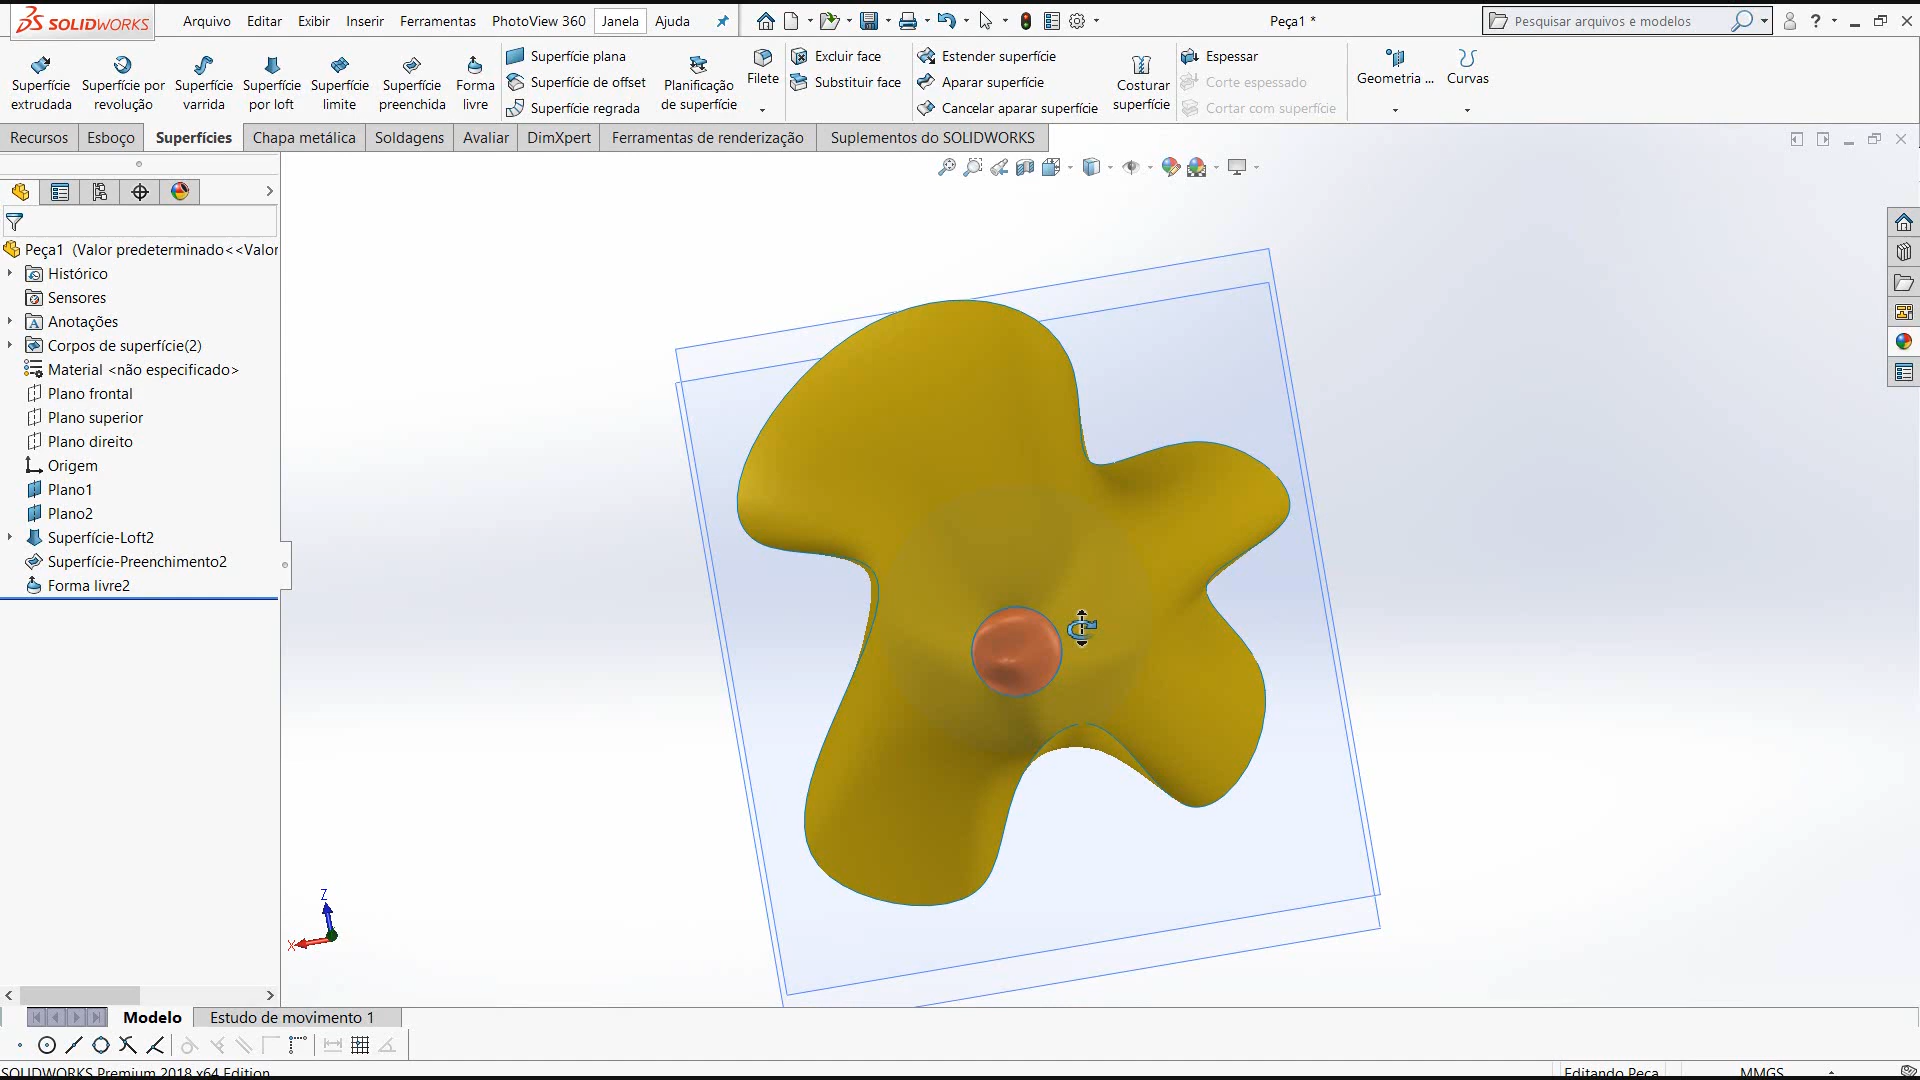 SOLIDWORKS Arquivo Editar Exibir Inserir Ferramentas PhotoView 360 Janela Ajuda Peça1 * Pesquisar arquivos e modelos ?
Superfície extrudada
Superfície por revolução
Superfície varrida
Superfície por loft
Superfície limite
Superfície preenchida
Forma livre
Superfície plana
Superfície de offset
Superfície regrada
Planificação de superfície
Filete
Excluir face
Substituir face
Estender superfície
Aparar superfície
Cancelar aparar superfície
Costurar superfície
Espessar
Corte espessado
Cortar com superfície
Geometria ...
Curvas
Recursos Esboço Superfícies Chapa metálica Soldagens Avaliar DimXpert Ferramentas de renderização Suplementos do SOLIDWORKS
Peça1 (Valor predeterminado<<Valor
Histórico
Sensores
Anotações
Corpos de superfície(2)
Material <não especificado>
Plano frontal
Plano superior
Plano direito
Origem
Plano1
Plano2
Superfície-Loft2
Superfície-Preenchimento2
Forma livre2
Z
X
Modelo Estudo de movimento 1
SOLIDWORKS Premium 2018 x64 Edition Editando Peça MMGS